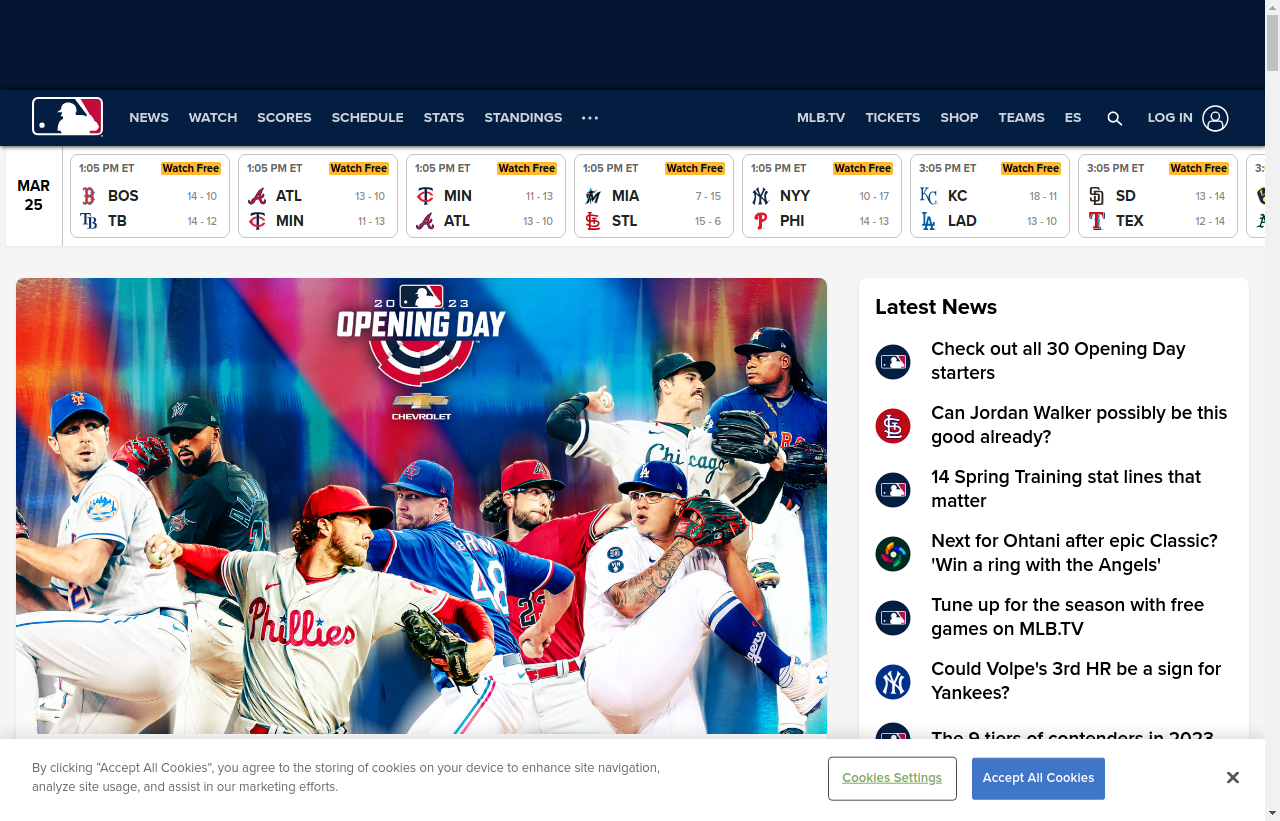 NEWS WATCH SCORES SCHEDULE STATS STANDINGS ••• MLB.TV TICKETS SHOP TEAMS ES LOG IN
MAR
25
1:05 PM ET Watch Free
BOS 14 - 10
TB 14 - 12
1:05 PM ET Watch Free
ATL 13 - 10
MIN 11 - 13
1:05 PM ET Watch Free
MIN 11 - 13
ATL 13 - 10
1:05 PM ET Watch Free
MIA 7 - 15
STL 15 - 6
1:05 PM ET Watch Free
NYY 10 - 17
PHI 14 - 13
3:05 PM ET Watch Free
KC 18 - 11
LAD 13 - 10
3:05 PM ET Watch Free
SD 13 - 14
TEX 12 - 14
20 23
OPENING DAY
CHEVROLET
Chicago
Phillies
48
Latest News
Check out all 30 Opening Day
starters
Can Jordan Walker possibly be this
good already?
14 Spring Training stat lines that
matter
Next for Ohtani after epic Classic?
'Win a ring with the Angels'
Tune up for the season with free
games on MLB.TV
Could Volpe's 3rd HR be a sign for
Yankees?
The 9 tiers of contenders in 2023
By clicking “Accept All Cookies”, you agree to the storing of cookies on your device to enhance site navigation,
analyze site usage, and assist in our marketing efforts.
Cookies Settings
Accept All Cookies